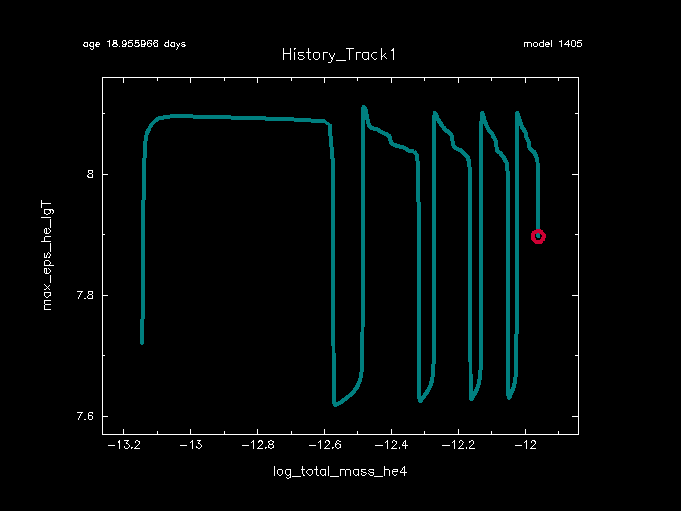 age 18.955966 days
model 1405
History_Track1
8
7.8
7.6
max_eps_he_lgT
-13.2
-13
-12.8
-12.6
-12.4
-12.2
-12
log_total_mass_he4